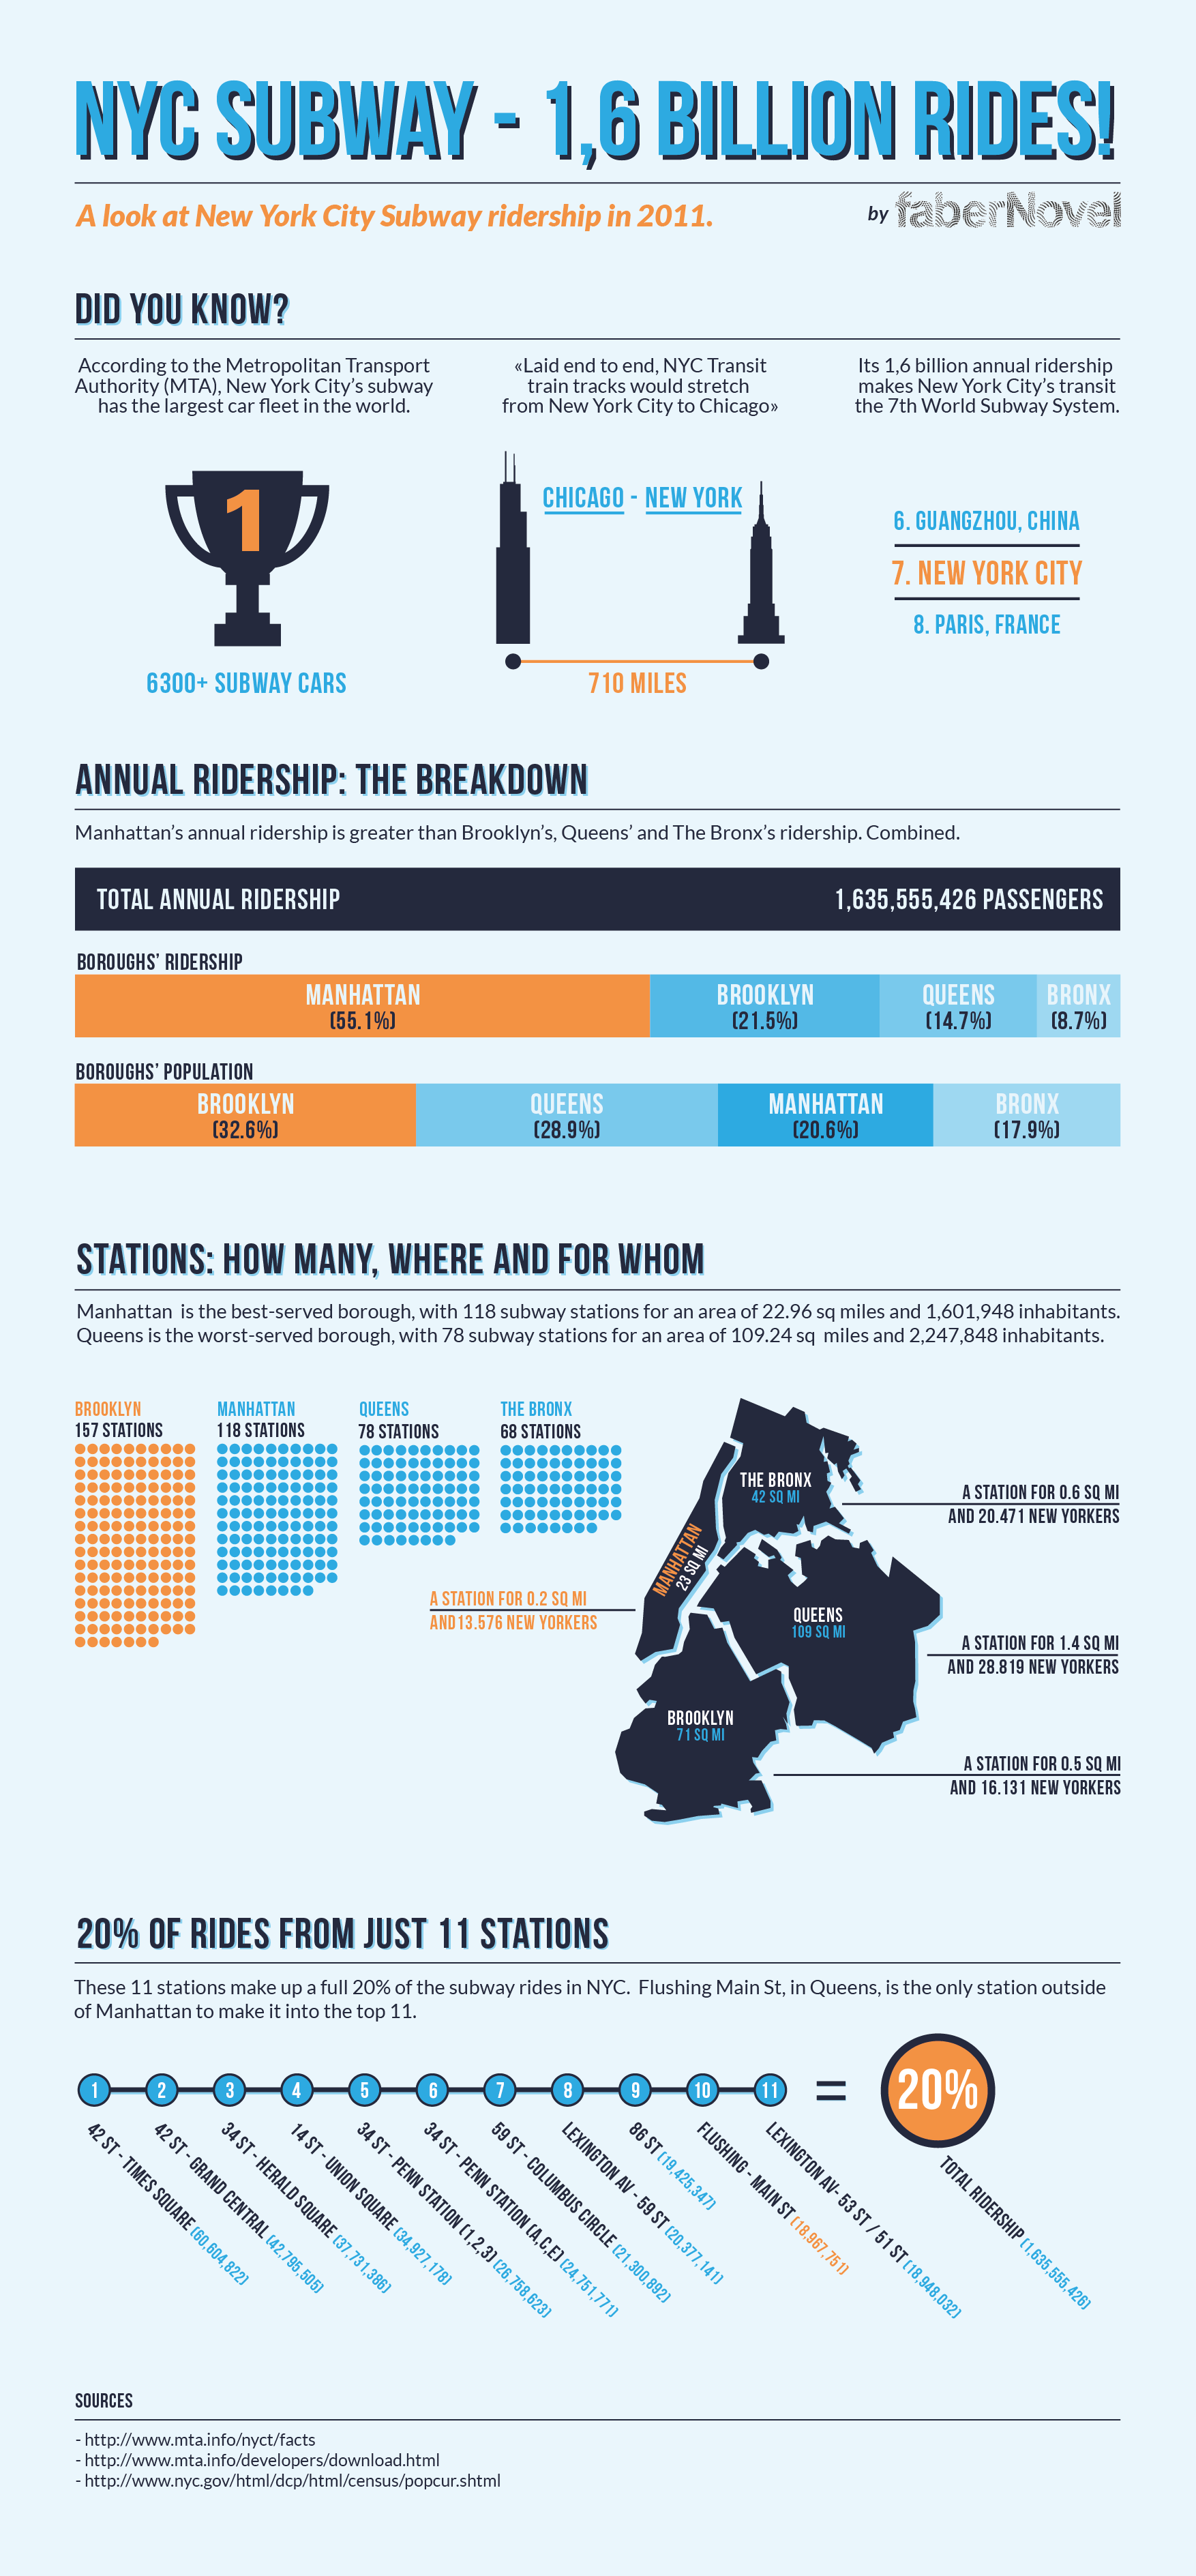 NYC SUBWAY - 1,6 BILLION RIDES!
A look at New York City Subway ridership in 2011.
by faberNovel
DID YOU KNOW?
According to the Metropolitan Transport
Authority (MTA), New York City's subway
has the largest car fleet in the world.
1
6300+ SUBWAY CARS
«Laid end to end, NYC Transit
train tracks would stretch
from New York City to Chicago»
CHICAGO - NEW YORK
710 MILES
Its 1,6 billion annual ridership
makes New York City's transit
the 7th World Subway System.
6. GUANGZHOU, CHINA
7. NEW YORK CITY
8. PARIS, FRANCE
ANNUAL RIDERSHIP: THE BREAKDOWN
Manhattan's annual ridership is greater than Brooklyn's, Queens' and The Bronx's ridership. Combined.
TOTAL ANNUAL RIDERSHIP 1,635,555,426 PASSENGERS
BOROUGHS' RIDERSHIP
MANHATTAN BROOKLYN QUEENS BRONX
(55.1%) (21.5%) (14.7%) (8.7%)
BOROUGHS' POPULATION
BROOKLYN QUEENS MANHATTAN BRONX
(32.6%) (28.9%) (20.6%) (17.9%)
STATIONS: HOW MANY, WHERE AND FOR WHOM
Manhattan is the best-served borough, with 118 subway stations for an area of 22.96 sq miles and 1,601,948 inhabitants.
Queens is the worst-served borough, with 78 subway stations for an area of 109.24 sq miles and 2,247,848 inhabitants.
BROOKLYN
157 STATIONS
MANHATTAN
118 STATIONS
QUEENS
78 STATIONS
THE BRONX
68 STATIONS
THE BRONX
42 SQ MI
A STATION FOR 0.6 SQ MI
AND 20.471 NEW YORKERS
MANHATTAN
23 SQ MI
A STATION FOR 0.2 SQ MI
AND13.576 NEW YORKERS
QUEENS
109 SQ MI
A STATION FOR 1.4 SQ MI
AND 28.819 NEW YORKERS
BROOKLYN
71 SQ MI
A STATION FOR 0.5 SQ MI
AND 16.131 NEW YORKERS
20% OF RIDES FROM JUST 11 STATIONS
These 11 stations make up a full 20% of the subway rides in NYC. Flushing Main St, in Queens, is the only station outside
of Manhattan to make it into the top 11.
1 2 3 4 5 6 7 8 9 10 11 = 20%
42 ST - TIMES SQUARE (60,604,822)
42 ST - GRAND CENTRAL (42,795,505)
34 ST - HERALD SQUARE (37,731,386)
14 ST - UNION SQUARE (34,927,178)
34 ST - PENN STATION (1,2,3) (26,758,623)
34 ST - PENN STATION (A,C,E) (24,751,771)
59 ST - COLUMBUS CIRCLE (21,300,892)
LEXINGTON AV - 59 ST (20,377,141)
86 ST (19,425,347)
FLUSHING - MAIN ST (18,967,751)
LEXINGTON AV- 53 ST / 51 ST (18,948,032)
TOTAL RIDERSHIP (1,635,555,426)
SOURCES
- http://www.mta.info/nyct/facts
- http://www.mta.info/developers/download.html
- http://www.nyc.gov/html/dcp/html/census/popcur.shtml